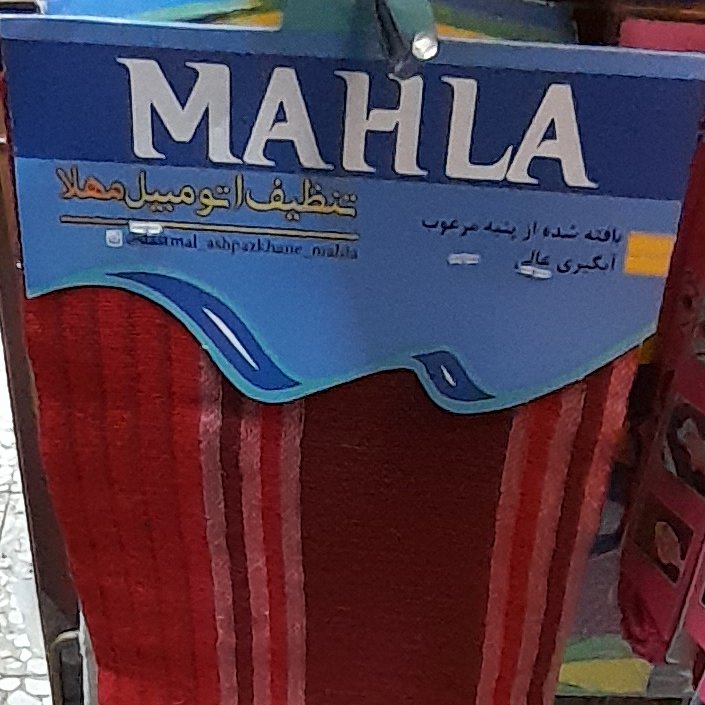 MAHLA
تنظیف اتومبیل مهلا
@dastmal_ashpazkhane_mahla
بافته شده از پنبه مرغوب
آبگیری عالی